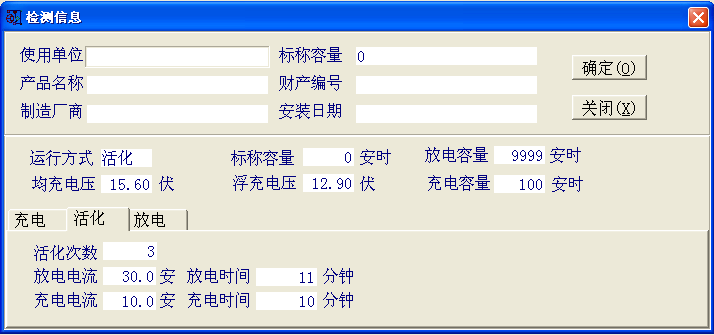 检测信息
使用单位 标称容量 0
产品名称 财产编号 确定(O)
制造厂商 安装日期 关闭(X)
运行方式 活化 标称容量 0 安时 放电容量 9999 安时
均充电压 15.60 伏 浮充电压 12.90 伏 充电容量 100 安时
充电 活化 放电
活化次数 3
放电电流 30.0 安 放电时间 11 分钟
充电电流 10.0 安 充电时间 10 分钟